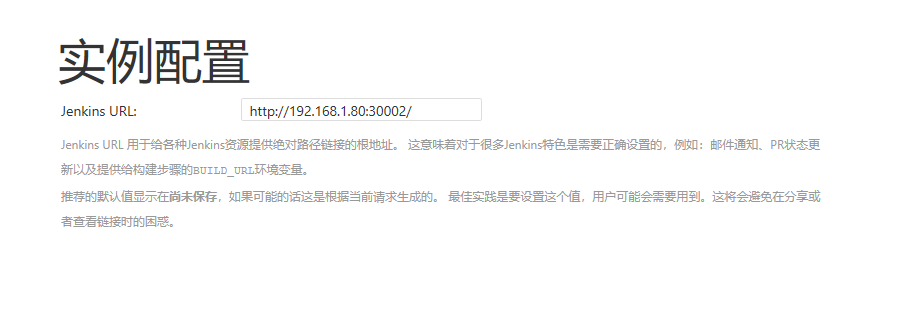 实例配置
Jenkins URL: http://192.168.1.80:30002/
Jenkins URL 用于给各种Jenkins资源提供绝对路径链接的根地址。 这意味着对于很多Jenkins特色是需要正确设置的，例如：邮件通知、PR状态更
新以及提供给构建步骤的BUILD_URL环境变量。
推荐的默认值显示在尚未保存，如果可能的话这是根据当前请求生成的。 最佳实践是要设置这个值，用户可能会需要用到。这将会避免在分享或
者查看链接时的困惑。